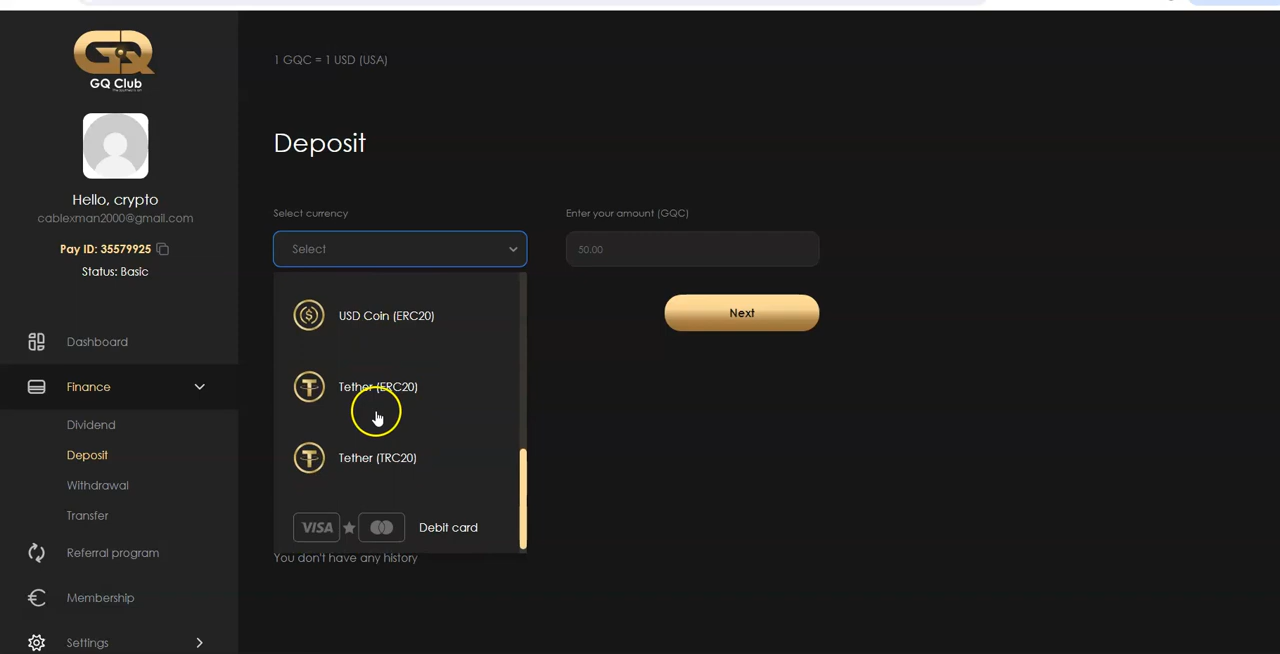 GQ Club
Hello, crypto
cablexman2000@gmail.com
Pay ID: 35579925
Status: Basic
Dashboard
Finance
Dividend
Deposit
Withdrawal
Transfer
Referral program
Membership
Settings
1 GQC = 1 USD (USA)
Deposit
Select currency
Select
USD Coin (ERC20)
Tether (ERC20)
Tether (TRC20)
VISA Debit card
You don't have any history
Enter your amount (GQC)
50.00
Next